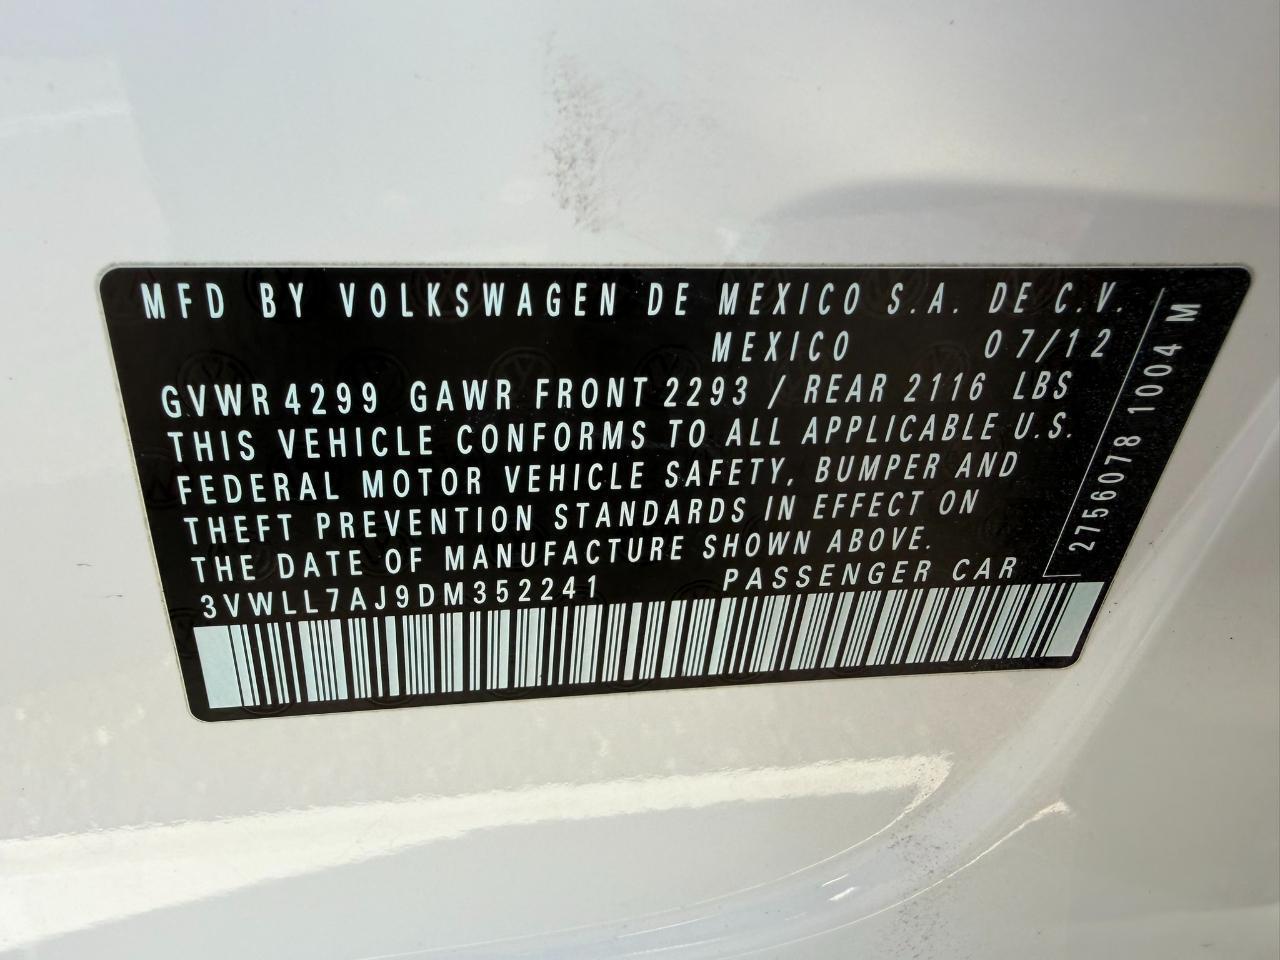 MFD BY VOLKSWAGEN DE MEXICO S.A. DE C.V.
MEXICO 07/12
GVWR 4299 GAWR FRONT 2293 / REAR 2116 LBS
THIS VEHICLE CONFORMS TO ALL APPLICABLE U.S.
FEDERAL MOTOR VEHICLE SAFETY, BUMPER AND
THEFT PREVENTION STANDARDS IN EFFECT ON
THE DATE OF MANUFACTURE SHOWN ABOVE.
3VWLL7AJ9DM352241 PASSENGER CAR
2756078 1004 M